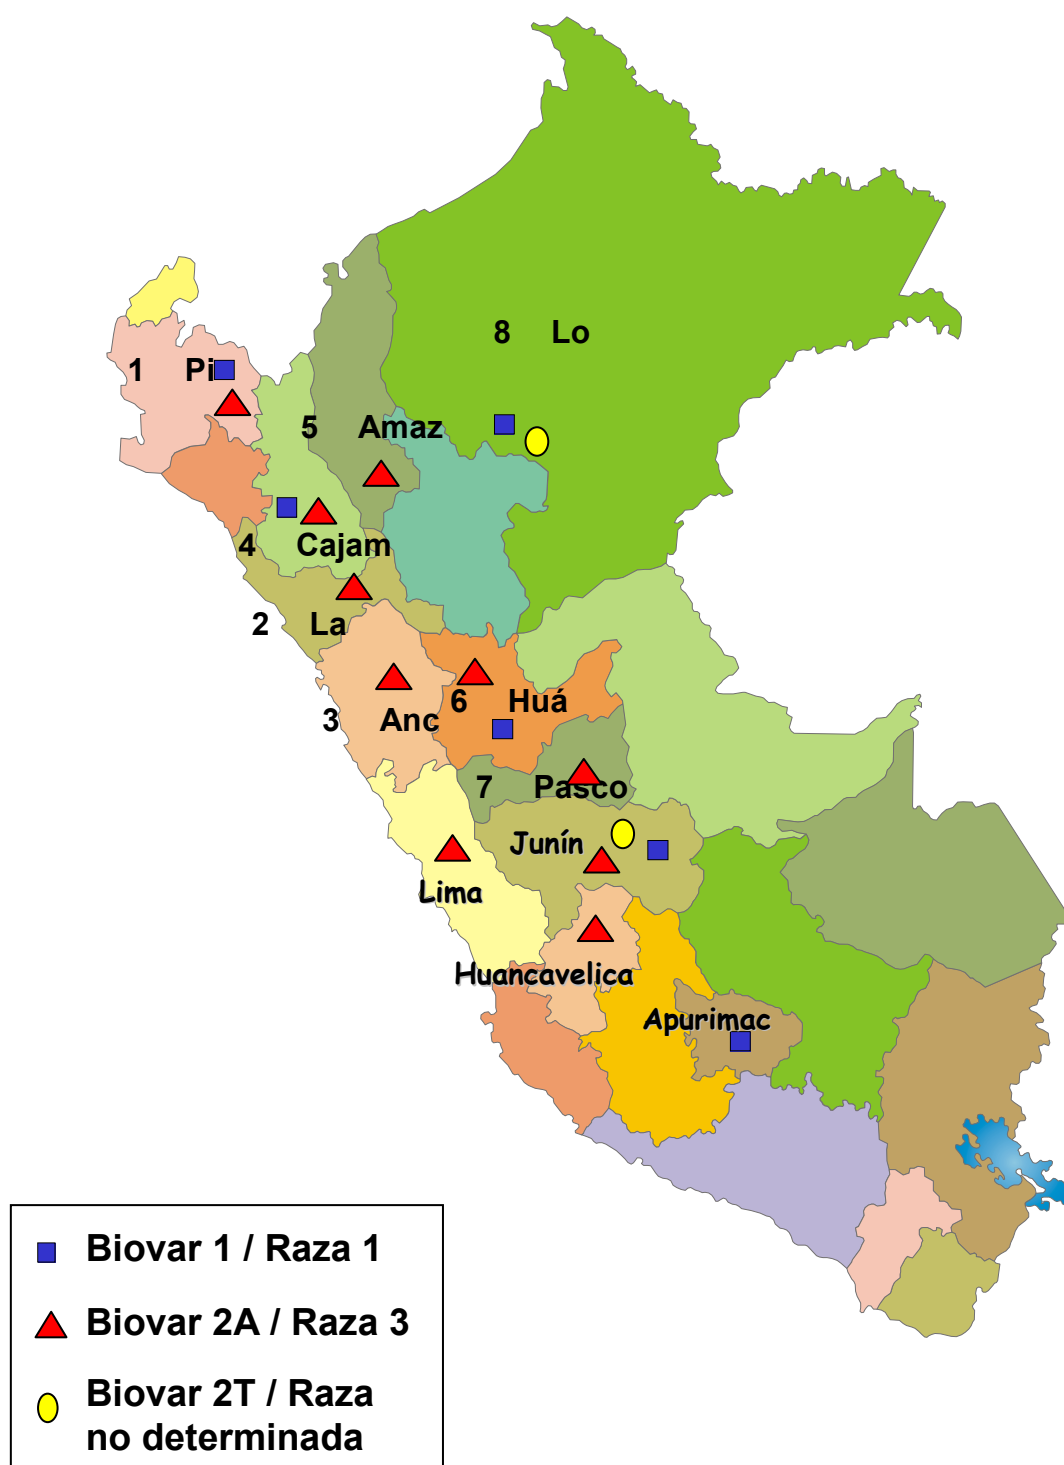 8 Lo
1 Pi
5 Amaz
4 Cajam
2 La
6 Huá
3 Anc
7 Pasco
Junín
Lima
Huancavelica
Apurimac
Biovar 1 / Raza 1
Biovar 2A / Raza 3
Biovar 2T / Raza
no determinada